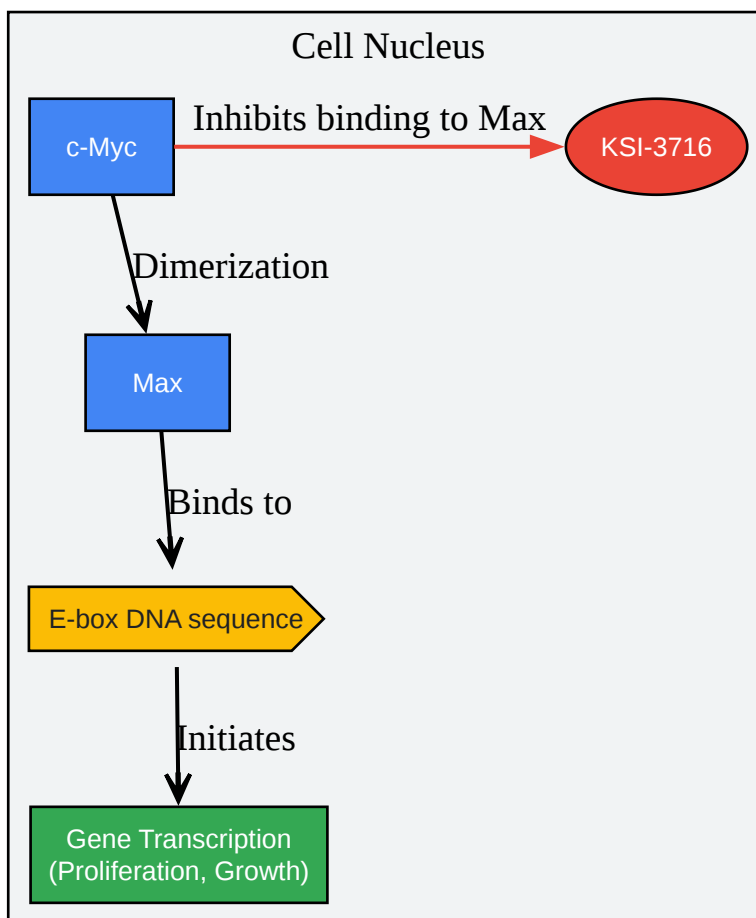 Cell Nucleus
Inhibits binding to Max
c-Myc
KSI-3716
Dimerization
Max
Binds to
E-box DNA sequence
Initiates
Gene Transcription
(Proliferation, Growth)